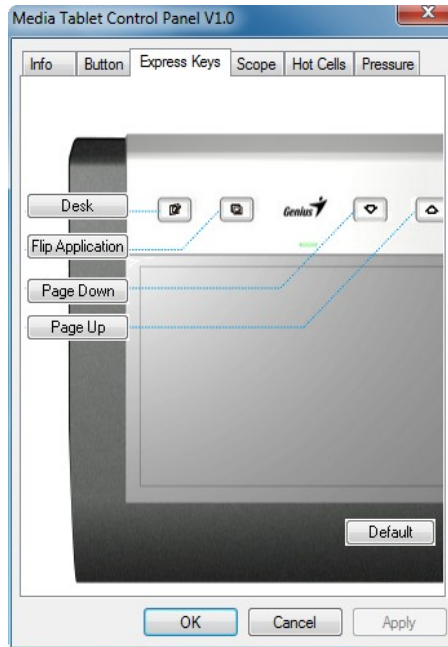 Media Tablet Control Panel V1.0
Info Button Express Keys Scope Hot Cells Pressure
Desk
Genius
Flip Application
Page Down
Page Up
Default
OK Cancel Apply